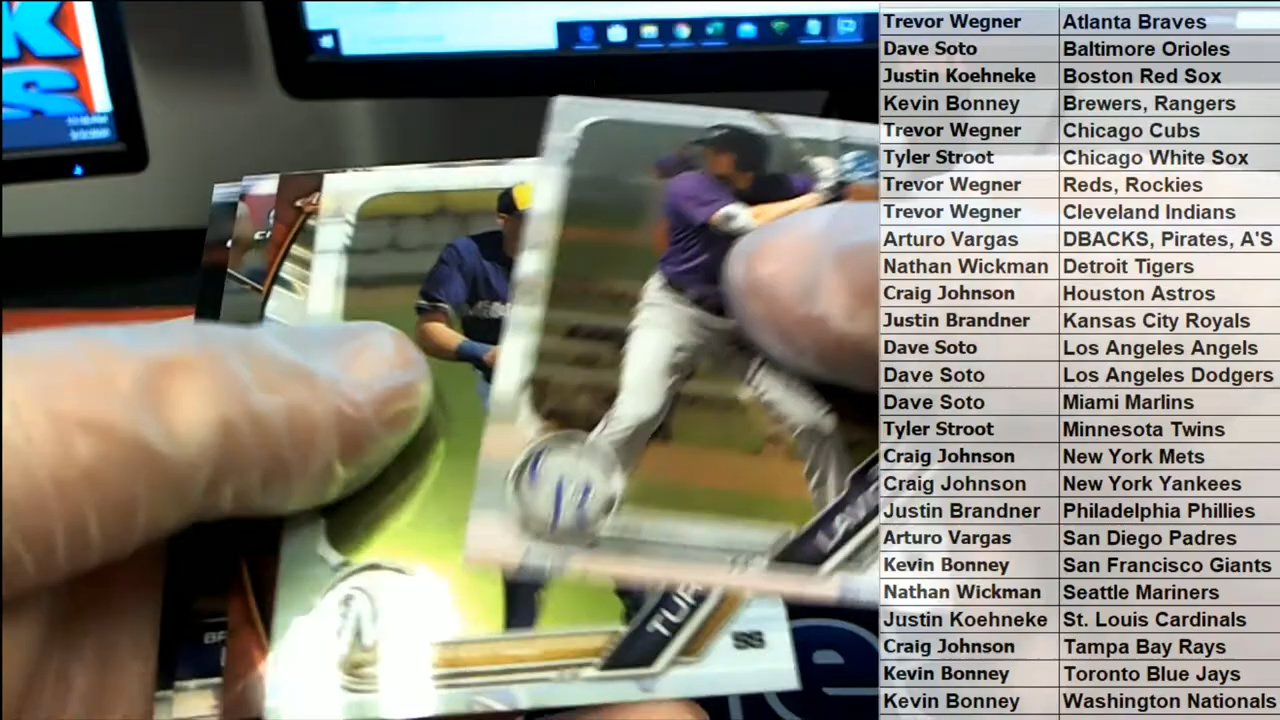 Trevor Wegner Atlanta Braves
Dave Soto Baltimore Orioles
Justin Koehneke Boston Red Sox
Kevin Bonney Brewers, Rangers
Trevor Wegner Chicago Cubs
Tyler Stroot Chicago White Sox
Trevor Wegner Reds, Rockies
Trevor Wegner Cleveland Indians
Arturo Vargas DBACKS, Pirates, A'S
Nathan Wickman Detroit Tigers
Craig Johnson Houston Astros
Justin Brandner Kansas City Royals
Dave Soto Los Angeles Angels
Dave Soto Los Angeles Dodgers
Dave Soto Miami Marlins
Tyler Stroot Minnesota Twins
Craig Johnson New York Mets
Craig Johnson New York Yankees
Justin Brandner Philadelphia Phillies
Arturo Vargas San Diego Padres
Kevin Bonney San Francisco Giants
Nathan Wickman Seattle Mariners
Justin Koehneke St. Louis Cardinals
Craig Johnson Tampa Bay Rays
Kevin Bonney Toronto Blue Jays
Kevin Bonney Washington Nationals
SS